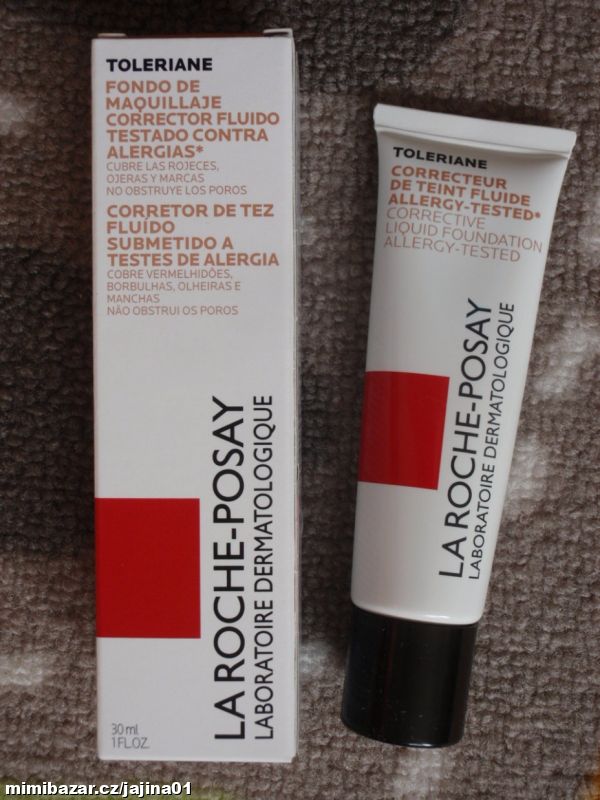 TOLERIANE
FONDO DE
MAQUILLAJE
CORRECTOR FLUIDO
TESTADO CONTRA
ALERGIAS*
CUBRE LAS ROJECES,
OJERAS Y MARCAS
NO OBSTRUYE LOS POROS
CORRETOR DE TEZ
FLUÍDO
SUBMETIDO A
TESTES DE ALERGIA
COBRE VERMELHIDÕES,
BORBULHAS, OLHEIRAS E
MANCHAS
NÃO OBSTRUI OS POROS
LA ROCHE-POSAY
LABORATOIRE DERMATOLOGIQUE
30 ml
1 FL.OZ.
TOLERIANE
CORRECTEUR
DE TEINT FLUIDE
ALLERGY-TESTED*
CORRECTIVE
LIQUID FOUNDATION
ALLERGY-TESTED
LA ROCHE-POSAY
LABORATOIRE DERMATOLOGIQUE
mimibazar.cz/jajina01